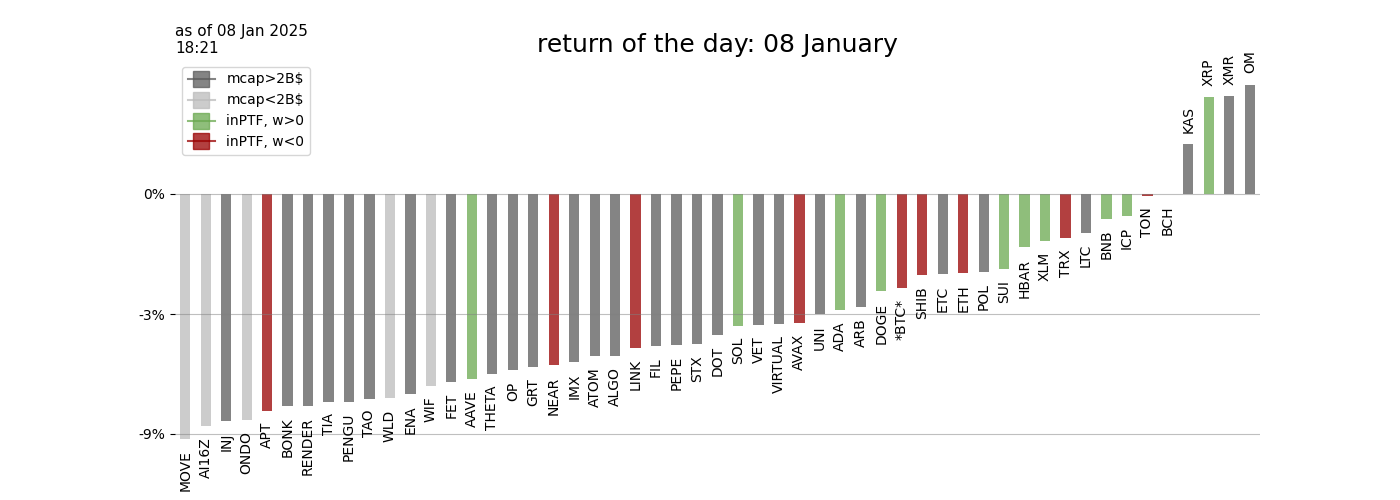 as of 08 Jan 2025
18:21
return of the day: 08 January
mcap>2B$
mcap<2B$
inPTF, w>0
inPTF, w<0
0%
-3%
-9%
MOVE
AI16Z
INJ
ONDO
APT
BONK
RENDER
TIA
PENGU
TAO
WLD
ENA
WIF
FET
AAVE
THETA
OP
GRT
NEAR
IMX
ATOM
ALGO
LINK
FIL
PEPE
STX
DOT
SOL
VET
VIRTUAL
AVAX
UNI
ADA
ARB
DOGE
*BTC*
SHIB
ETC
ETH
POL
SUI
HBAR
XLM
TRX
LTC
BNB
ICP
TON
BCH
KAS
XRP
XMR
OM